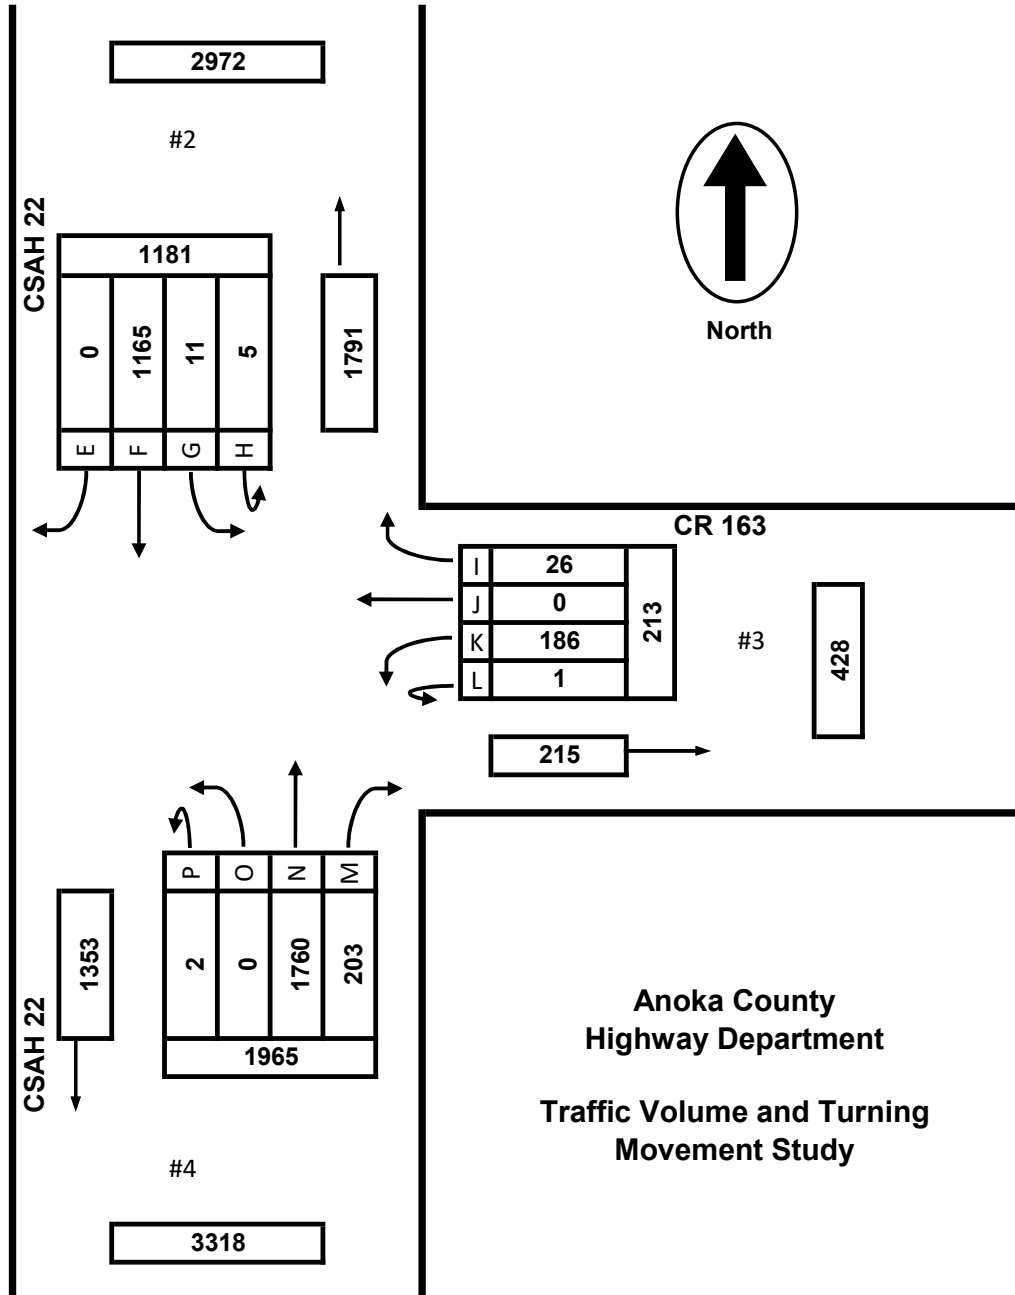 2972
#2
CSAH 22
1181
0
1165
11
5
E
F
G
H
1791
North
CR 163
I 26
J 0
K 186
L 1
213
#3
428
215
P
O
N
M
2
0
1760
203
1965
1353
CSAH 22
#4
3318
Anoka County
Highway Department
Traffic Volume and Turning
Movement Study